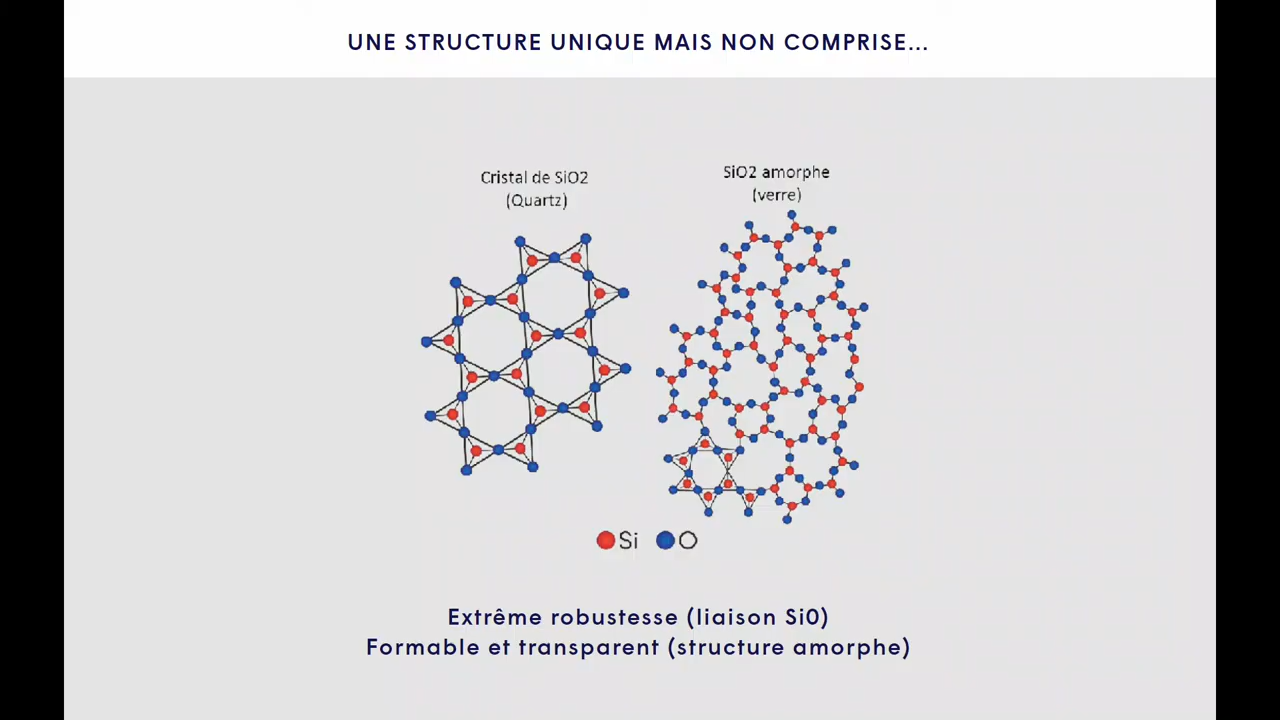 UNE STRUCTURE UNIQUE MAIS NON COMPRISE...
Cristal de SiO2
(Quartz)
SiO2 amorphe
(verre)
Si O
Extrême robustesse (liaison SiO)
Formable et transparent (structure amorphe)